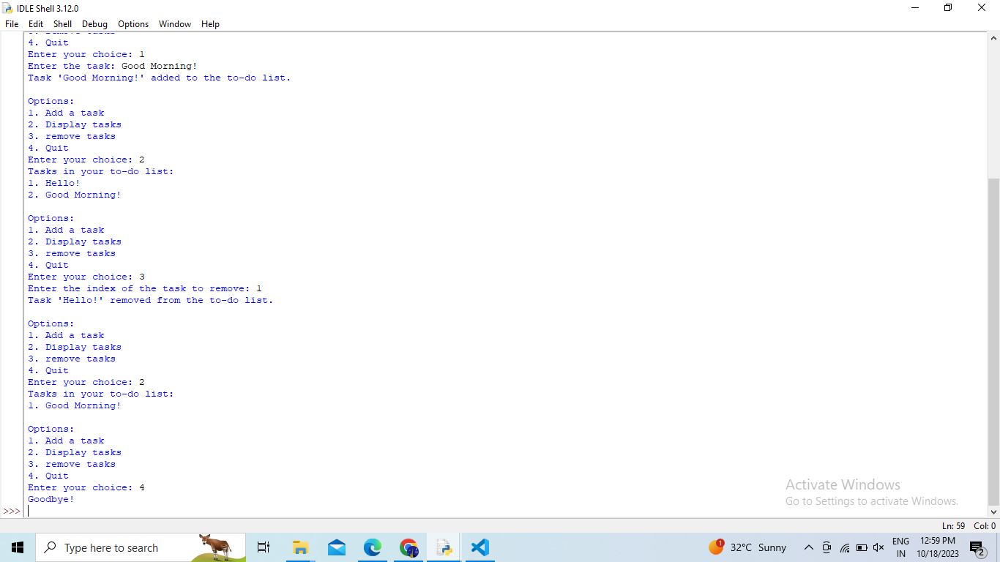 IDLE Shell 3.12.0
File Edit Shell Debug Options Window Help
4. Quit
Enter your choice: 1
Enter the task: Good Morning!
Task 'Good Morning!' added to the to-do list.
Options:
1. Add a task
2. Display tasks
3. remove tasks
4. Quit
Enter your choice: 2
Tasks in your to-do list:
1. Hello!
2. Good Morning!
Options:
1. Add a task
2. Display tasks
3. remove tasks
4. Quit
Enter your choice: 3
Enter the index of the task to remove: 1
Task 'Hello!' removed from the to-do list.
Options:
1. Add a task
2. Display tasks
3. remove tasks
4. Quit
Enter your choice: 2
Tasks in your to-do list:
1. Good Morning!
Options:
1. Add a task
2. Display tasks
3. remove tasks
4. Quit
Enter your choice: 4
Goodbye!
>>>
Activate Windows
Go to Settings to activate Windows.
Ln: 59 Col: 0
Type here to search
1
32°C Sunny
ENG
IN
12:59 PM
10/18/2023
2